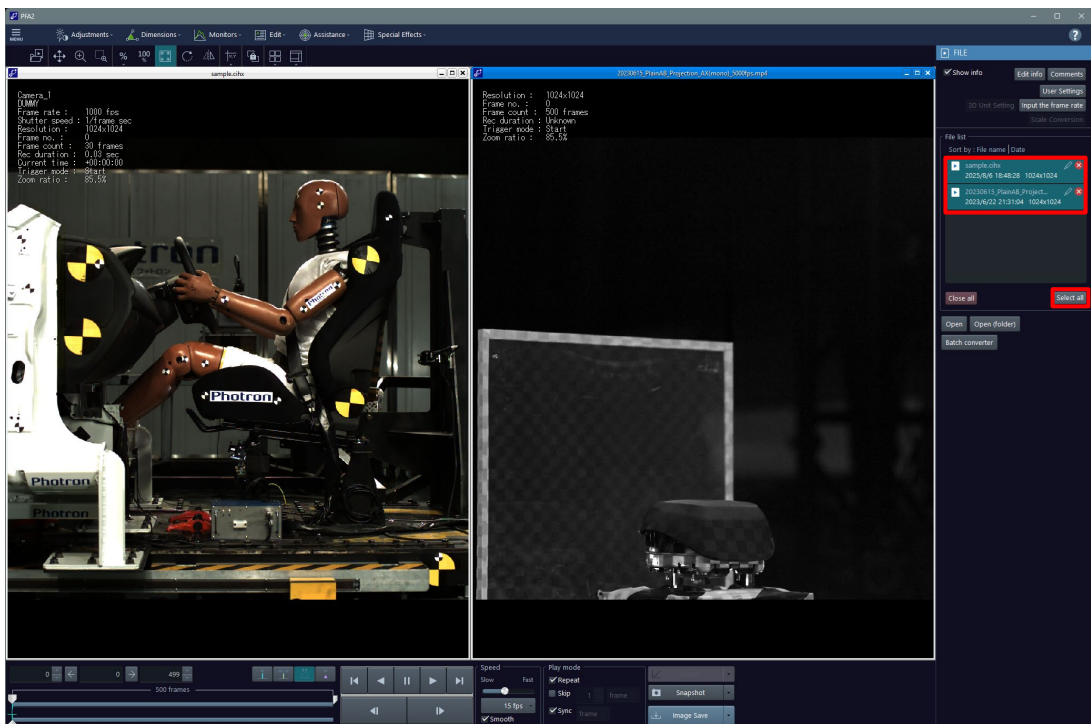 PFA2
MENU
Adjustments
Dimensions
Monitors
Edit
Assistance
Special Effects
?
%
100
%
FILE
sample.cihx
20230615_PlainAB_Projection_AX(mono)_5000fps.mp4
Camera_1
DUMMY
Frame rate : 1000 fps
Shutter speed : 1/frame sec
Resolution : 1024x1024
Frame no. : 0
Frame count : 30 frames
Rec duration : 0.03 sec
Current time : +00:00:00
Trigger mode : Start
Zoom ratio : 85.5%
Resolution : 1024x1024
Frame no. : 0
Frame count : 500 frames
Rec duration : Unknown
Trigger mode : Start
Zoom ratio : 85.5%
Photron
Photron
Photron
Photron
Show info
Edit info
Comments
User Settings
3D Unit Setting
Input the frame rate
Scale Conversion
File list
Sort by : File name | Date
sample.cihx
2025/8/6 18:48:28 1024x1024
20230615_PlainAB_Project...
2023/6/22 21:31:04 1024x1024
Close all
Select all
Open
Open (folder)
Batch converter
0
0
499
500 frames
Speed
Slow
Fast
15 fps
Smooth
Play mode
Repeat
Skip
1
frame
Sync
frame
Snapshot
Image Save